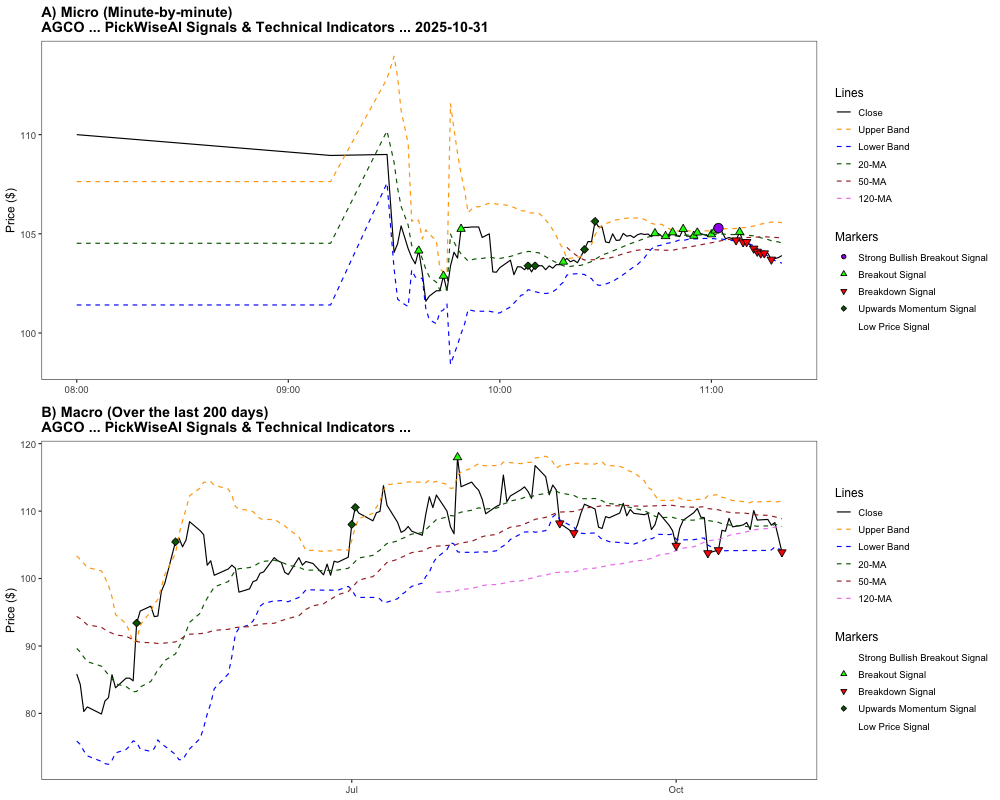 A) Micro (Minute-by-minute)
AGCO ... PickWiseAI Signals & Technical Indicators ... 2025-10-31
Price ($)
110
105
100
08:00
09:00
10:00
11:00
Lines
Close
Upper Band
Lower Band
20-MA
50-MA
120-MA
Markers
Strong Bullish Breakout Signal
Breakout Signal
Breakdown Signal
Upwards Momentum Signal
Low Price Signal
B) Macro (Over the last 200 days)
AGCO ... PickWiseAI Signals & Technical Indicators ...
Price ($)
120
110
100
90
80
Jul
Oct
Lines
Close
Upper Band
Lower Band
20-MA
50-MA
120-MA
Markers
Strong Bullish Breakout Signal
Breakout Signal
Breakdown Signal
Upwards Momentum Signal
Low Price Signal